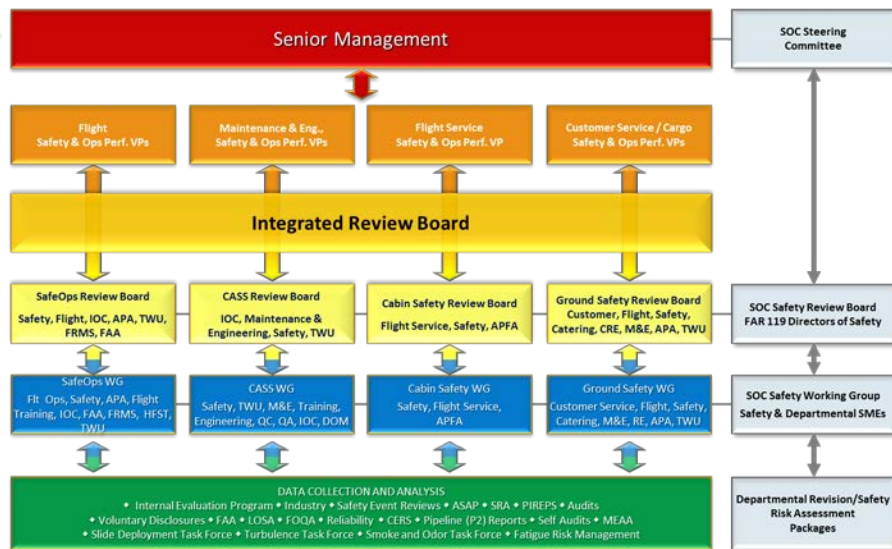 Senior Management
SOC Steering
Committee
Flight
Safety & Ops Perf. VPs
Maintenance & Eng.,
Safety & Ops Perf. VPs
Flight Service
Safety & Ops Perf. VP
Customer Service / Cargo
Safety & Ops Perf. VPs
Integrated Review Board
SafeOps Review Board
Safety, Flight, IOC, APA, TWU,
FRMS, FAA
CASS Review Board
IOC, Maintenance &
Engineering, Safety, TWU
Cabin Safety Review Board
Flight Service, Safety, APFA
Ground Safety Review Board
Customer, Flight, Safety,
Catering, CRE, M&E, APA, TWU
SOC Safety Review Board
FAR 119 Directors of Safety
SafeOps WG
Flt Ops, Safety, APA, Flight
Training, IOC, FAA, FRMS, HFST,
TWU
CASS WG
Safety, TWU, M&E, Training,
Engineering, QC, QA, IOC, DOM
Cabin Safety WG
Safety, Flight Service,
APFA
Ground Safety WG
Customer Service, Flight, Safety,
Catering, M&E, RE, APA, TWU
SOC Safety Working Group
Safety & Departmental SMEs
DATA COLLECTION AND ANALYSIS
◆ Internal Evaluation Program ◆ Industry ◆ Safety Event Reviews ◆ ASAP ◆ SRA ◆ PIREPS ◆ Audits
Voluntary Disclosures ◆ FAA ◆ LOSA ◆ FOQA ◆ Reliability ◆ CERS ◆ Pipeline (P2) Reports ◆ Self Audits ◆ MEAA
◆ Slide Deployment Task Force ◆ Turbulence Task Force ◆ Smoke and Odor Task Force ◆ Fatigue Risk Management
Departmental Revision/Safety
Risk Assessment
Packages